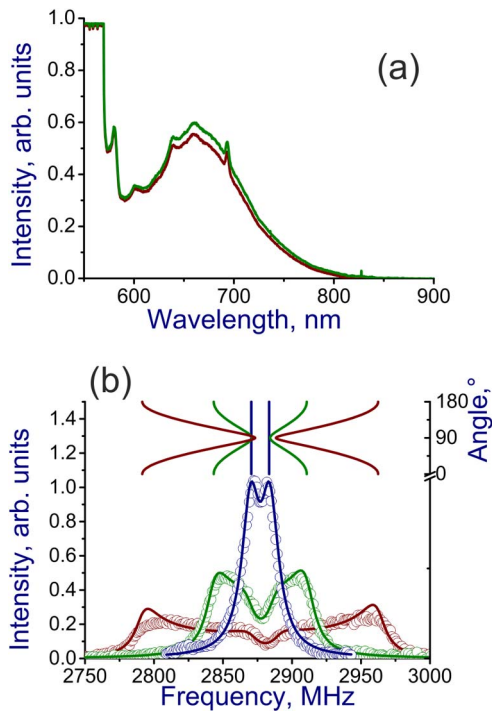 (a)
Intensity, arb. units
1.0
0.8
0.6
0.4
0.2
0.0
600 700 800 900
Wavelength, nm
(b)
Intensity, arb. units
1.4
1.2
1.0
0.8
0.6
0.4
0.2
0.0
180
90
0
Angle,°
2750 2800 2850 2900 2950 3000
Frequency, MHz